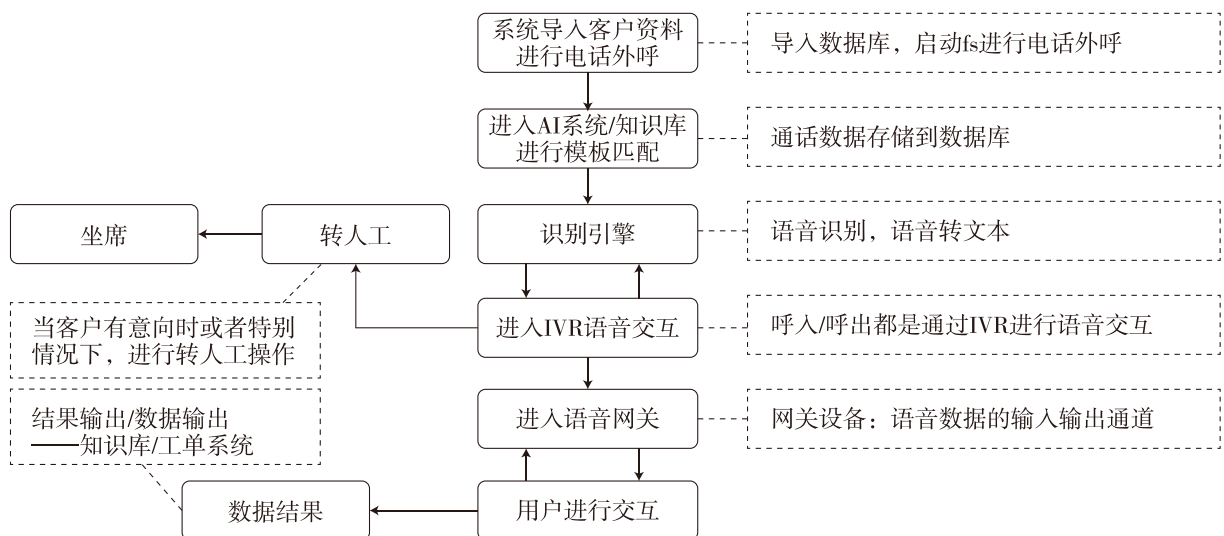 系统导入客户资料
进行电话外呼
导入数据库，启动fs进行电话外呼
进入AI系统/知识库
进行模板匹配
通话数据存储到数据库
坐席
转人工
识别引擎
语音识别，语音转文本
当客户有意向时或者特别
情况下，进行转人工操作
进入IVR语音交互
呼入/呼出都是通过IVR进行语音交互
结果输出/数据输出
——知识库/工单系统
进入语音网关
网关设备：语音数据的输入输出通道
数据结果
用户进行交互